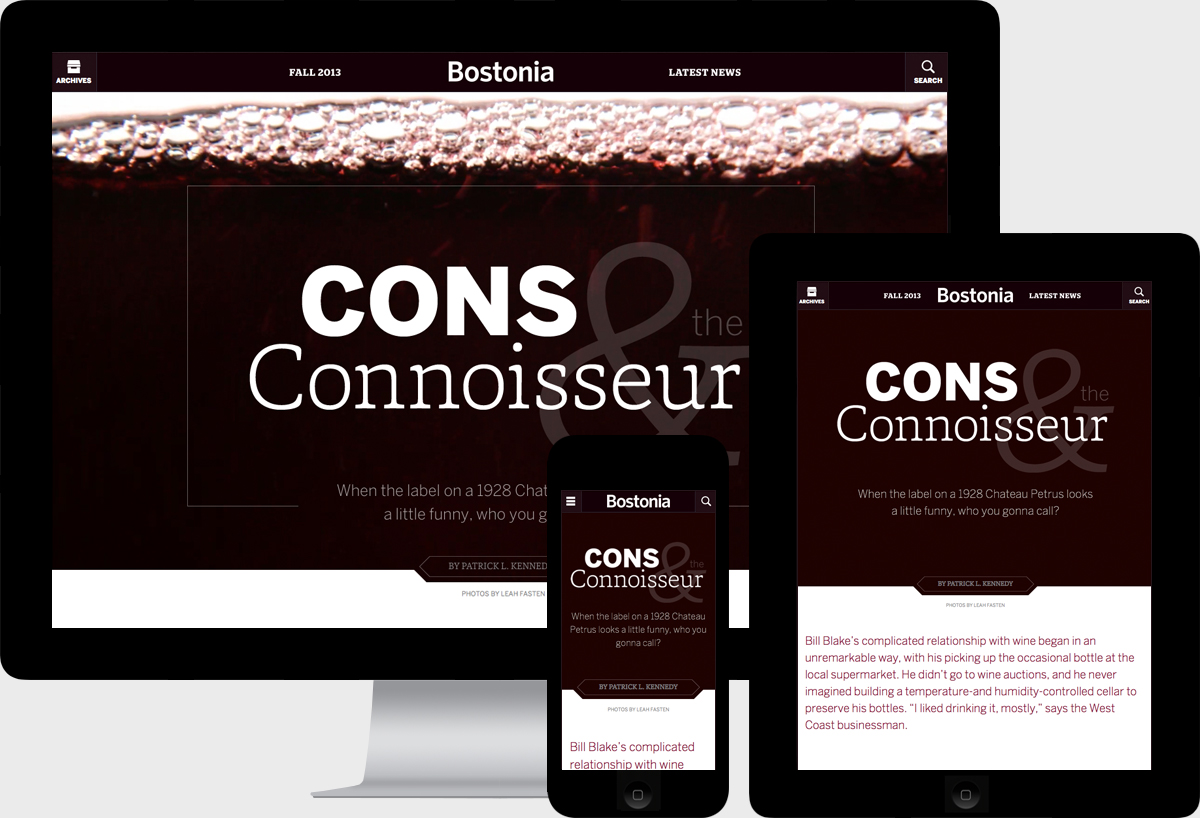 ARCHIVES
FALL 2013
Bostonia
LATEST NEWS
SEARCH
CONS
& the
Connoisseur
When the label on a 1928 Chat
a little funny, who you g
BY PATRICK L. KENNED
PHOTOS BY LEAH FASTEN
Bostonia
CONS
& the
Connoisseur
When the label on a 1928 Chateau
Petrus looks a little funny, who you
gonna call?
BY PATRICK L. KENNEDY
PHOTOS BY LEAH FASTEN
Bill Blake's complicated
relationship with wine
ARCHIVES
FALL 2013
Bostonia
LATEST NEWS
SEARCH
CONS
& the
Connoisseur
When the label on a 1928 Chateau Petrus looks
a little funny, who you gonna call?
BY PATRICK L. KENNEDY
PHOTOS BY LEAH FASTEN
Bill Blake's complicated relationship with wine began in an
unremarkable way, with his picking up the occasional bottle at the
local supermarket. He didn't go to wine auctions, and he never
imagined building a temperature-and humidity-controlled cellar to
preserve his bottles. "I liked drinking it, mostly," says the West
Coast businessman.